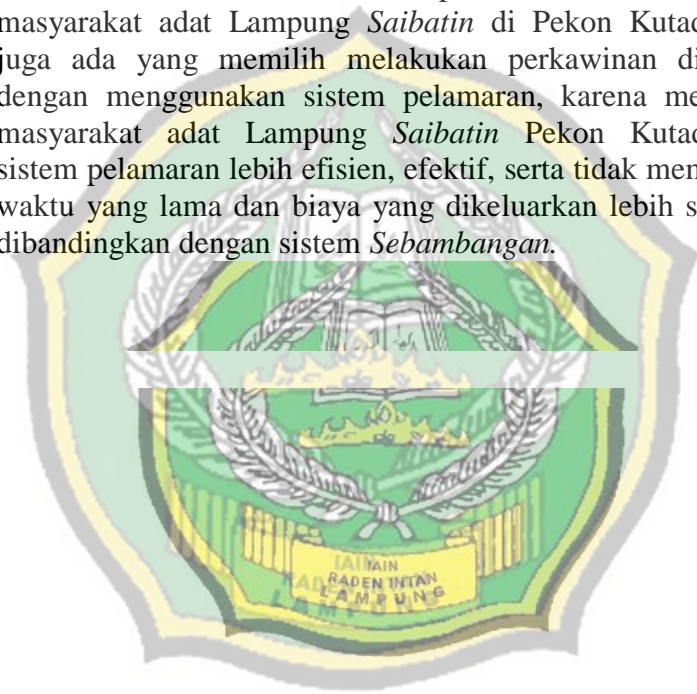 masyarakat adat Lampung Saibatin di Pekon Kutad
juga ada yang memilih melakukan perkawinan di
dengan menggunakan sistem pelamaran, karena me
masyarakat adat Lampung Saibatin Pekon Kutad
sistem pelamaran lebih efisien, efektif, serta tidak men
waktu yang lama dan biaya yang dikeluarkan lebih s
dibandingkan dengan sistem Sebambangan.
IAIN
RADEN INTAN
LAMPUNG